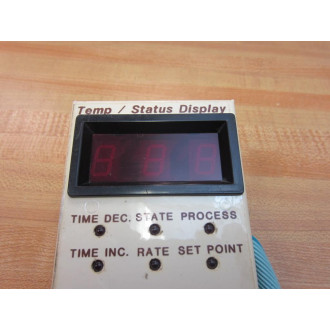 Temp / Status Display
TIME DEC. STATE PROCESS
TIME INC. RATE SET POINT